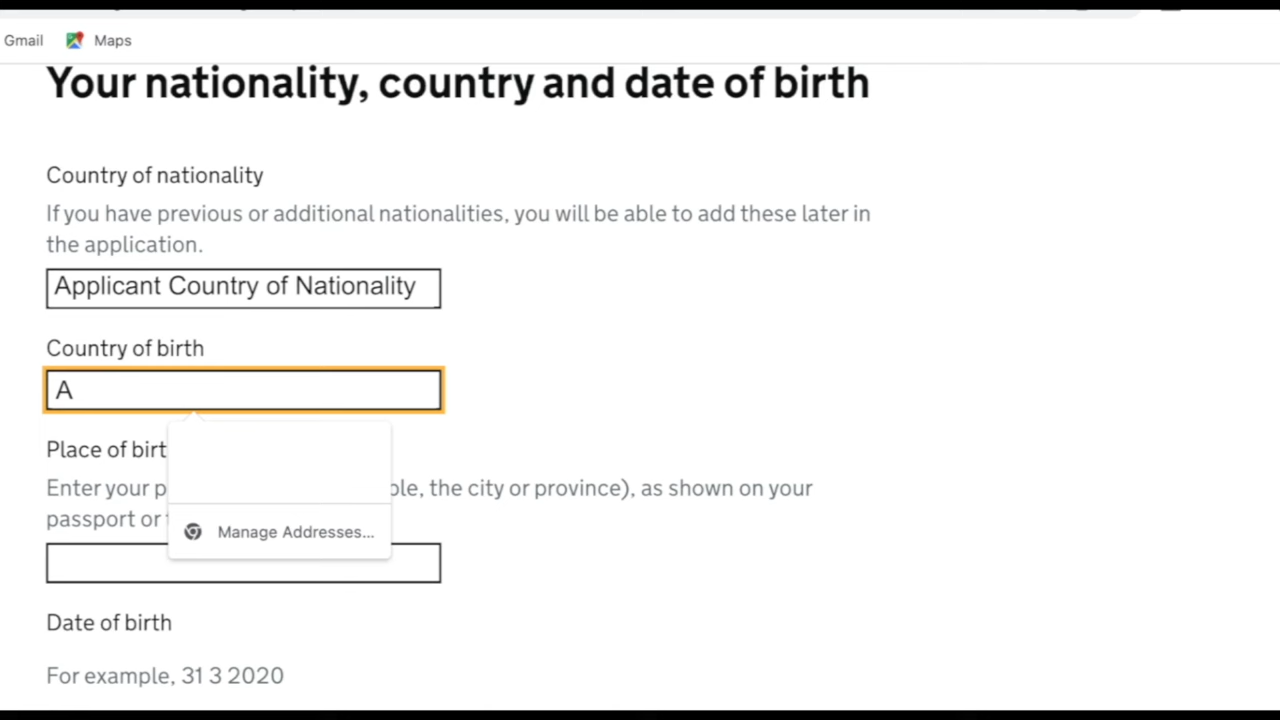 Gmail Maps
Your nationality, country and date of birth
Country of nationality
If you have previous or additional nationalities, you will be able to add these later in
the application.
Applicant Country of Nationality
Country of birth
A
Place of birt
Enter your p ble, the city or province), as shown on your
passport or
Manage Addresses...
Date of birth
For example, 31 3 2020